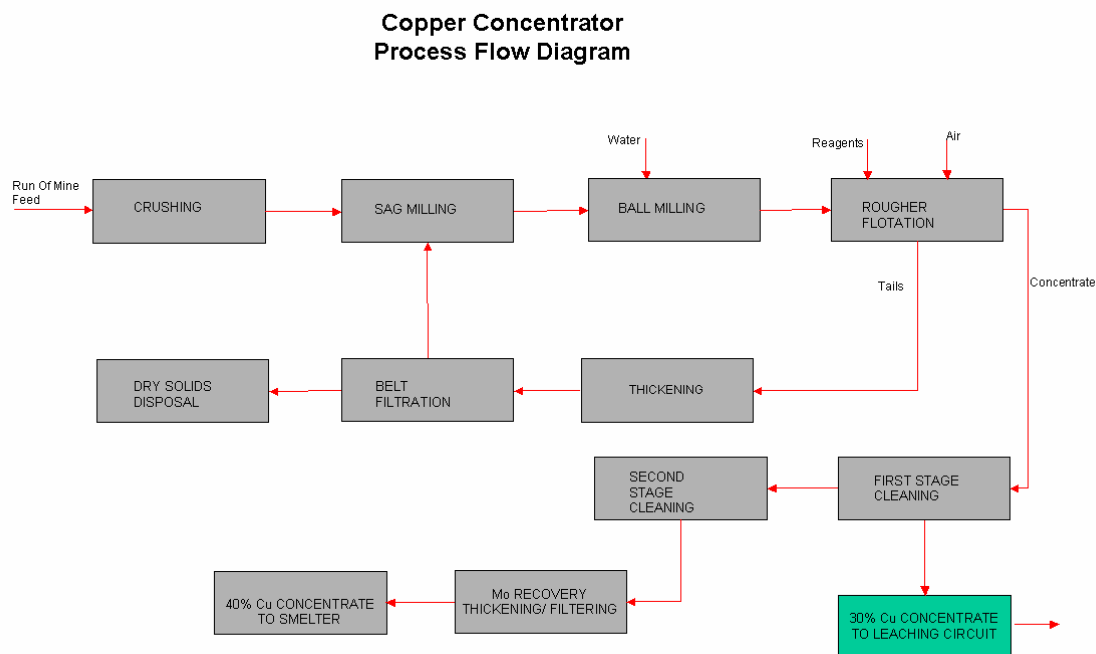 Copper Concentrator
Process Flow Diagram
Water
Reagents
Air
Run Of Mine
Feed
CRUSHING
SAG MILLING
BALL MILLING
ROUGHER
FLOTATION
Tails
Concentrate
DRY SOLIDS
DISPOSAL
BELT
FILTRATION
THICKENING
SECOND
STAGE
CLEANING
FIRST STAGE
CLEANING
40% Cu CONCENTRATE
TO SMELTER
Mo RECOVERY
THICKENING/ FILTERING
30% Cu CONCENTRATE
TO LEACHING CIRCUIT